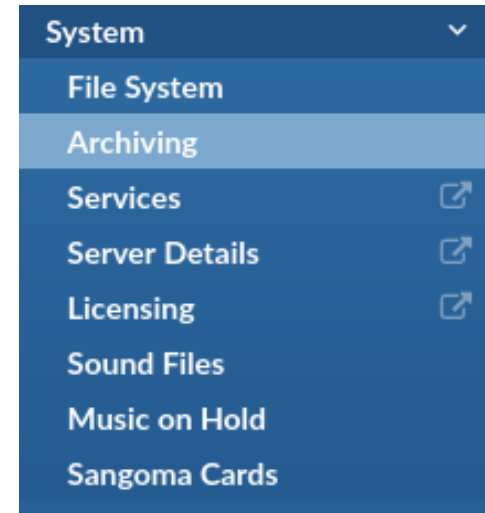 System
File System
Archiving
Services
Server Details
Licensing
Sound Files
Music on Hold
Sangoma Cards